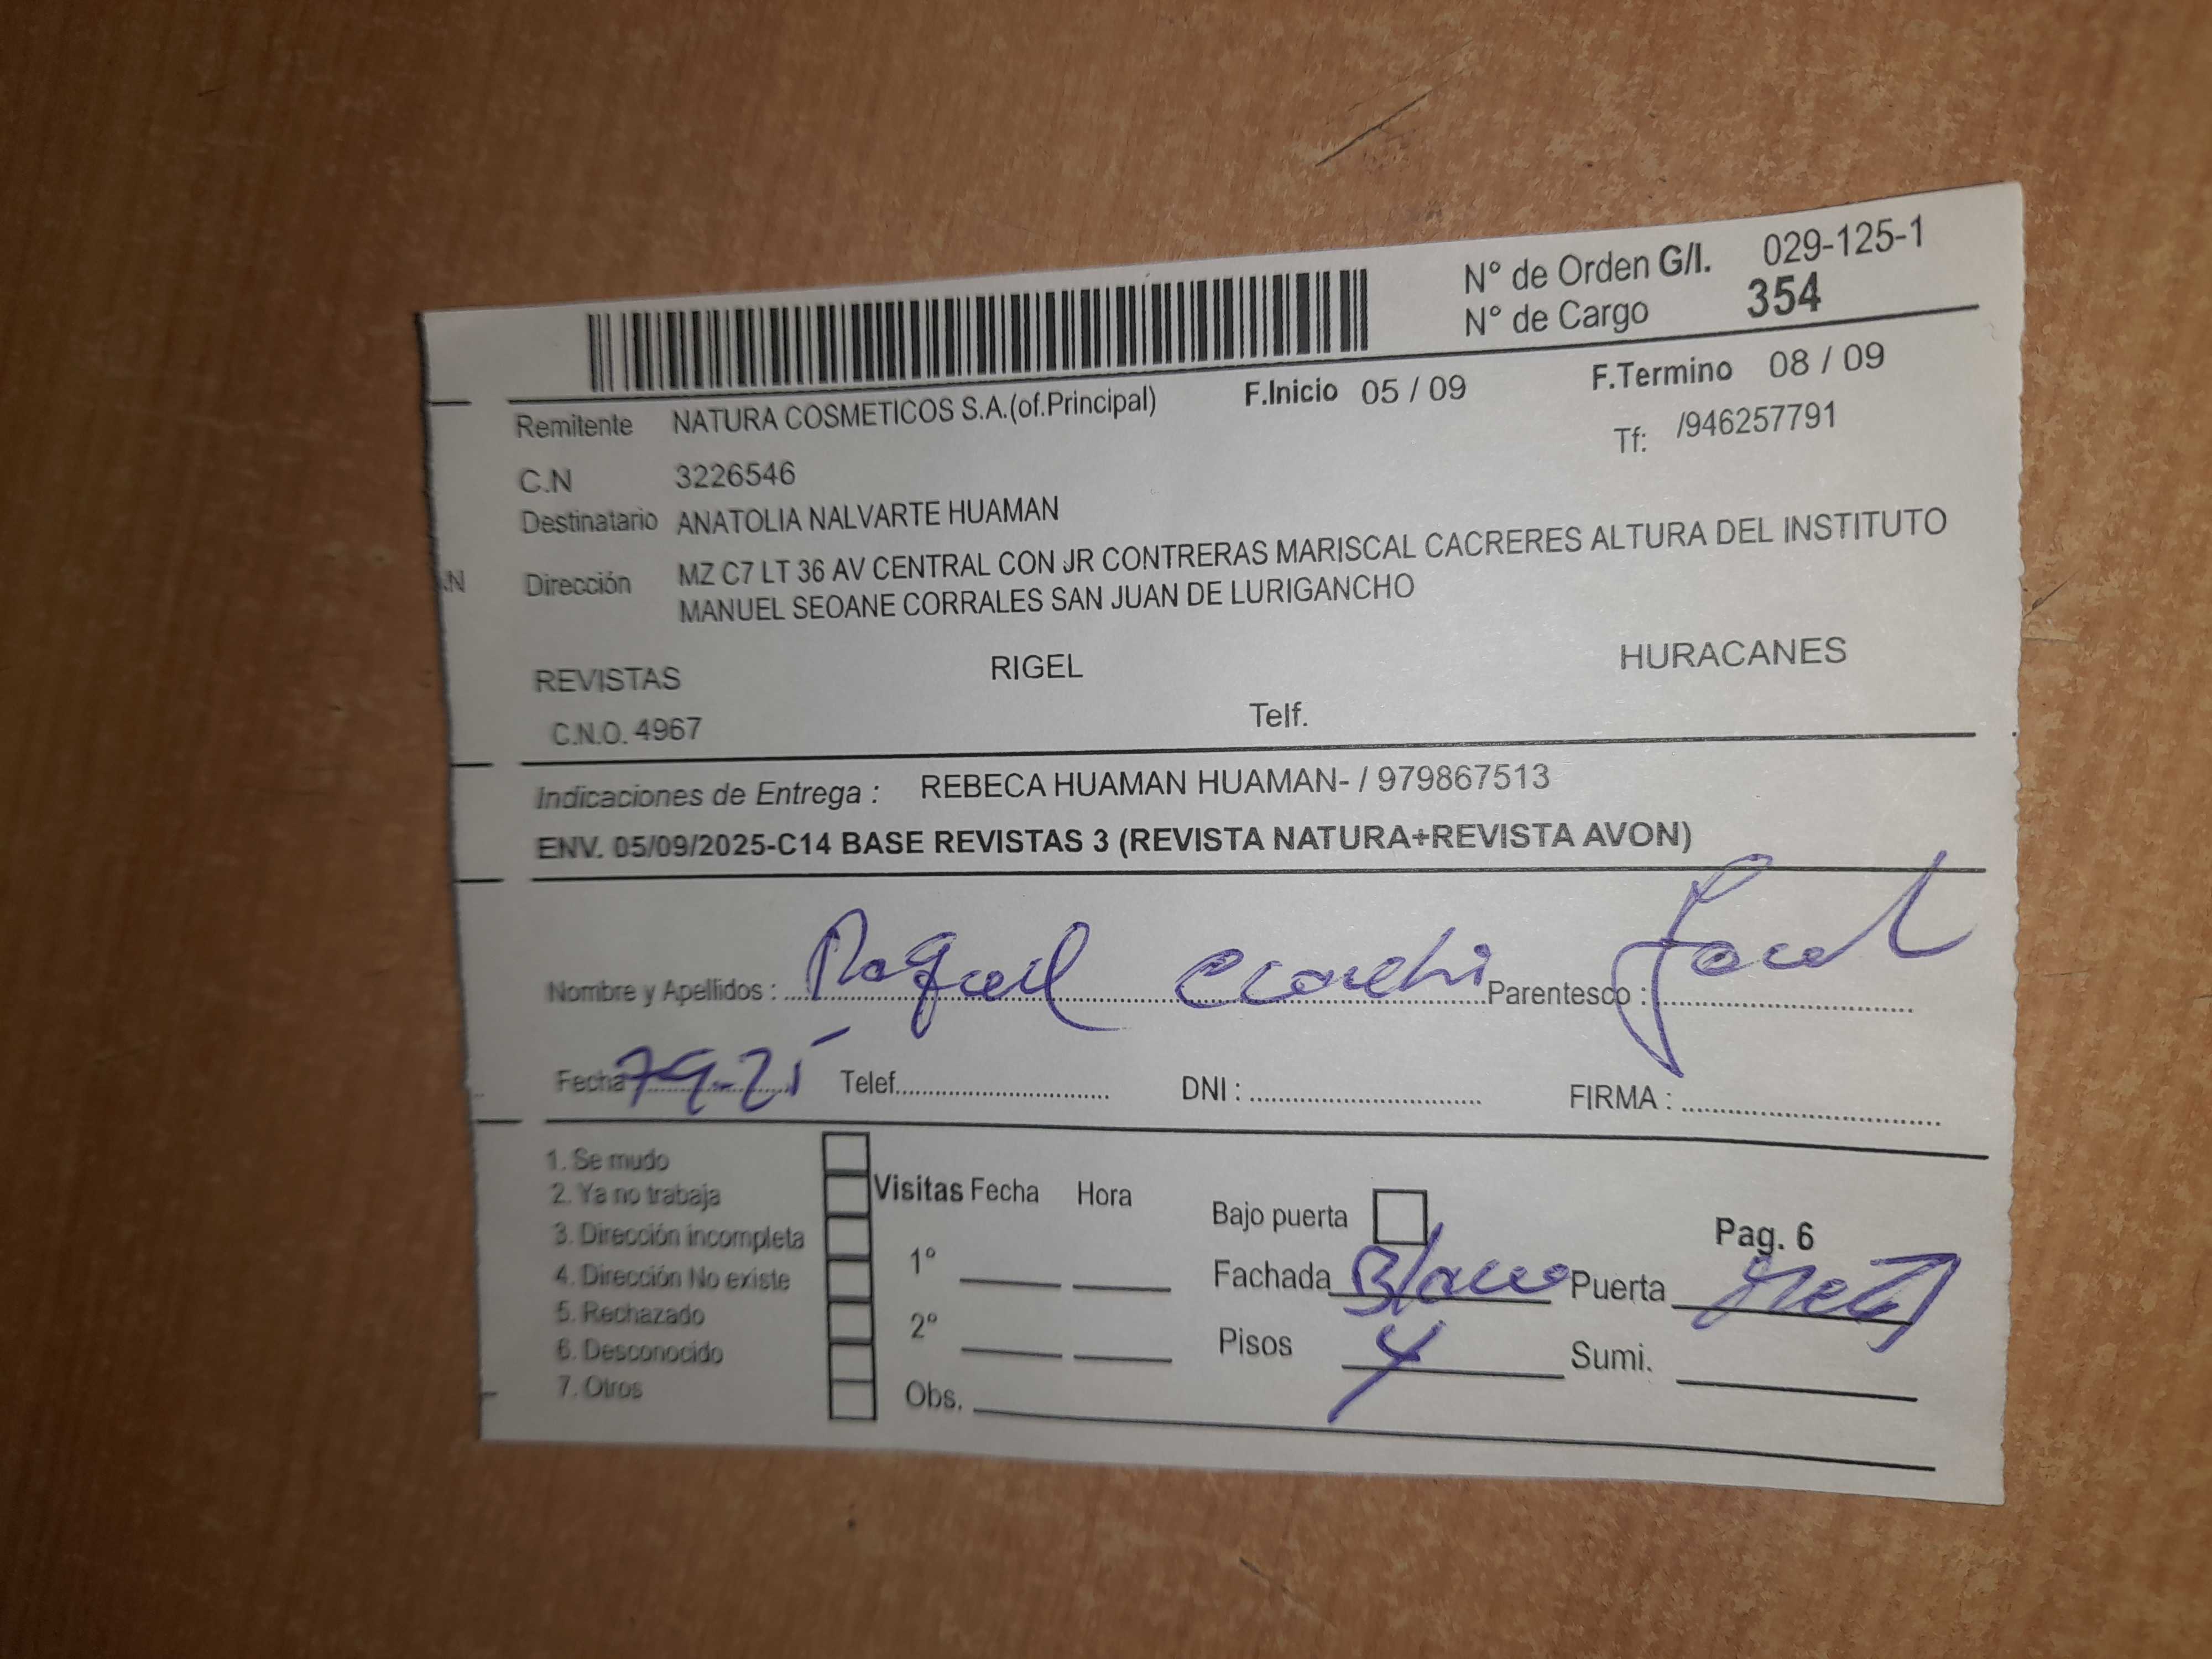 N° de Orden G/I. 029-125-1
N° de Cargo 354
F.Inicio 05 / 09 F.Termino 08 / 09
Remitente NATURA COSMETICOS S.A.(of.Principal) Tf: /946257791
C.N 3226546
Destinatario ANATOLIA NALVARTE HUAMAN
N
Dirección MZ C7 LT 36 AV CENTRAL CON JR CONTRERAS MARISCAL CACRERES ALTURA DEL INSTITUTO
MANUEL SEOANE CORRALES SAN JUAN DE LURIGANCHO
REVISTAS RIGEL HURACANES
C.N.O. 4967 Telf.
Indicaciones de Entrega : REBECA HUAMAN HUAMAN- / 979867513
ENV. 05/09/2025-C14 BASE REVISTAS 3 (REVISTA NATURA+REVISTA AVON)
Nombre y Apellidos : Raquel Parentesco :
Fecha Telef. DNI : FIRMA :
1. Se mudo
2. Ya no trabaja
3. Dirección incompleta
4. Dirección No existe
5. Rechazado
6. Desconocido
7. Otros
Visitas Fecha Hora
1°
2°
Obs.
Bajo puerta Pag. 6
Fachada Blanco Puerta
Pisos 4 Sumi.